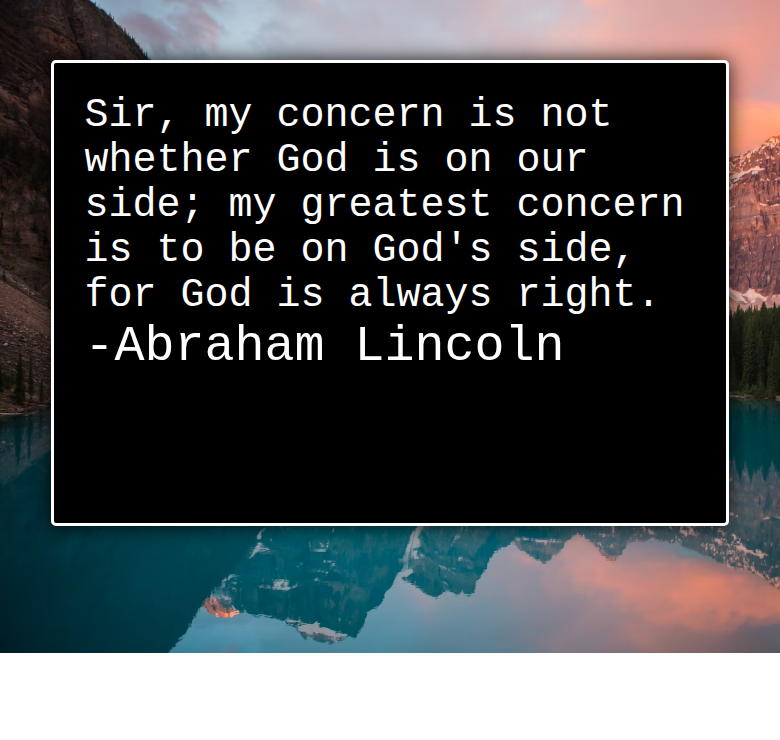 Sir, my concern is not
whether God is on our
side; my greatest concern
is to be on God's side,
for God is always right.
-Abraham Lincoln